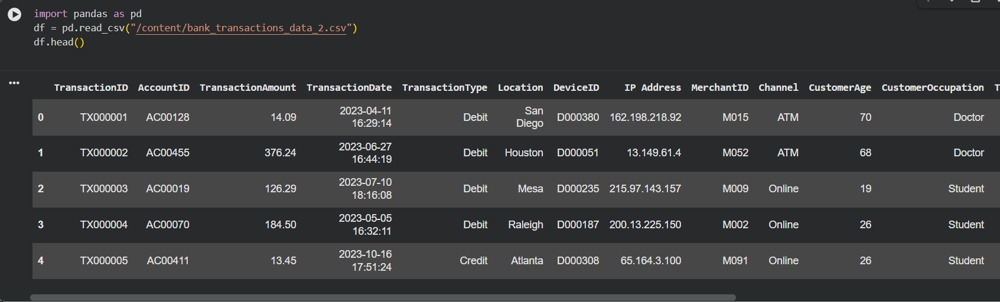 import pandas as pd
df = pd.read_csv("/content/bank_transactions_data_2.csv")
df.head()
TransactionID AccountID TransactionAmount TransactionDate TransactionType Location DeviceID IP Address MerchantID Channel CustomerAge CustomerOccupation T
0 TX000001 AC00128 14.09 2023-04-11 16:29:14 Debit San Diego D000380 162.198.218.92 M015 ATM 70 Doctor
1 TX000002 AC00455 376.24 2023-06-27 16:44:19 Debit Houston D000051 13.149.61.4 M052 ATM 68 Doctor
2 TX000003 AC00019 126.29 2023-07-10 18:16:08 Debit Mesa D000235 215.97.143.157 M009 Online 19 Student
3 TX000004 AC00070 184.50 2023-05-05 16:32:11 Debit Raleigh D000187 200.13.225.150 M002 Online 26 Student
4 TX000005 AC00411 13.45 2023-10-16 17:51:24 Credit Atlanta D000308 65.164.3.100 M091 Online 26 Student